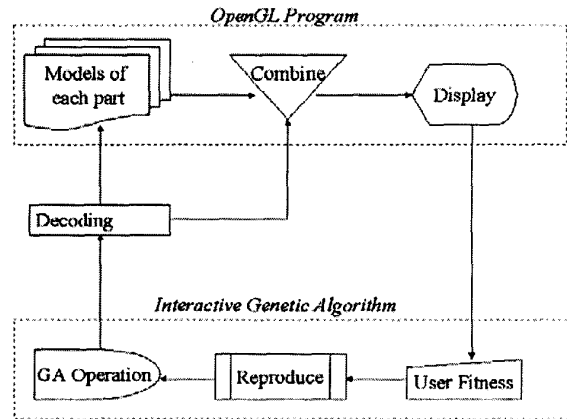 OpenGL Program
Models of
each part
Combine
Display
Decoding
Interactive Genetic Algorithm
GA Operation
Reproduce
User Fitness